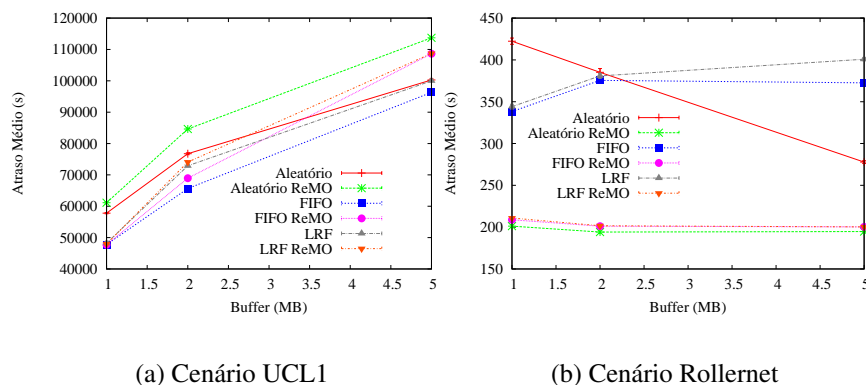 120000
110000
100000
90000
80000
70000
60000
50000
40000
Atraso Médio (s)
Aleatório
Aleatório ReMO
FIFO
FIFO ReMO
LRF
LRF ReMO
1 1.5 2 2.5 3 3.5 4 4.5 5
Buffer (MB)
(a) Cenário UCL1
450
400
350
300
250
200
150
Atraso Médio (s)
Aleatório
Aleatório ReMO
FIFO
FIFO ReMO
LRF
LRF ReMO
1 1.5 2 2.5 3 3.5 4 4.5 5
Buffer (MB)
(b) Cenário Rollernet